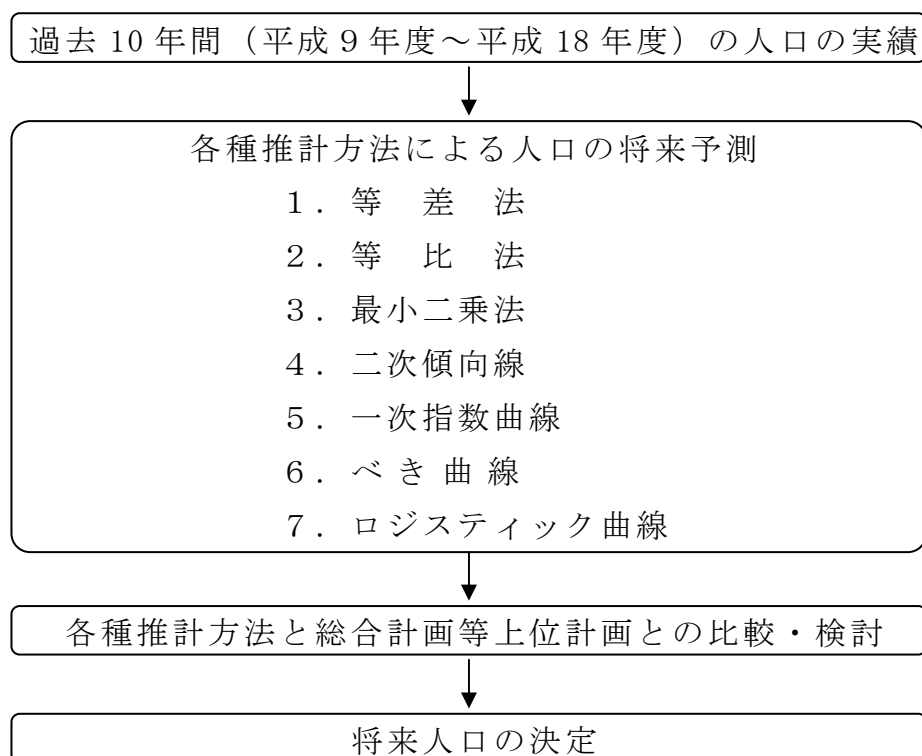 過去10年間（平成9年度～平成18年度）の人口の実績
各種推計方法による人口の将来予測
１．等　差　法
２．等　比　法
３．最小二乗法
４．二次傾向線
５．一次指数曲線
６．べき曲線
７．ロジスティック曲線
各種推計方法と総合計画等上位計画との比較・検討
将来人口の決定